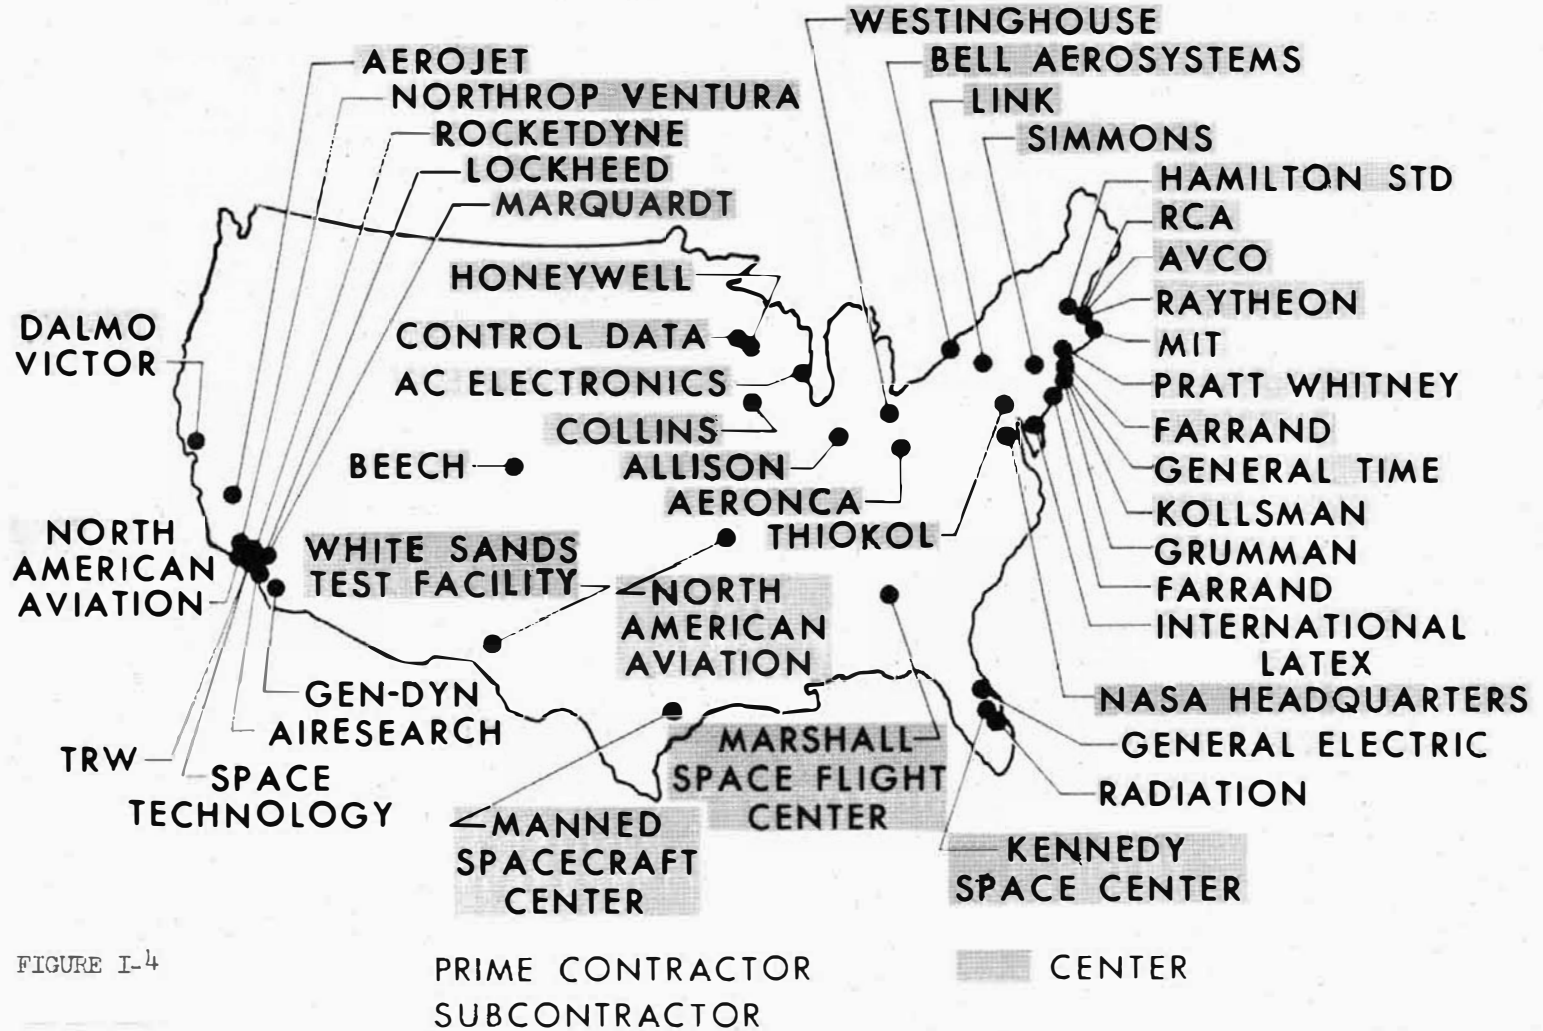 WESTINGHOUSE
BELL AEROSYSTEMS
LINK
SIMMONS
AEROJET
NORTHROP VENTURA
ROCKETDYNE
LOCKHEED
MARQUARDT
HONEYWELL
CONTROL DATA
AC ELECTRONICS
COLLINS
BEECH
ALLISON
AERONCA
THIOKOL
DALMO
VICTOR
NORTH
AMERICAN
AVIATION
WHITE SANDS
TEST FACILITY
NORTH
AMERICAN
AVIATION
HAMILTON STD
RCA
AVCO
RAYTHEON
MIT
PRATT WHITNEY
FARRAND
GENERAL TIME
KOLLSMAN
GRUMMAN
FARRAND
INTERNATIONAL
LATEX
NASA HEADQUARTERS
GENERAL ELECTRIC
RADIATION
GEN-DYN
AIRESEARCH
TRW
SPACE
TECHNOLOGY
MARSHALL
SPACE FLIGHT
CENTER
MANNED
SPACECRAFT
CENTER
KENNEDY
SPACE CENTER
FIGURE I-4
PRIME CONTRACTOR
SUBCONTRACTOR
CENTER